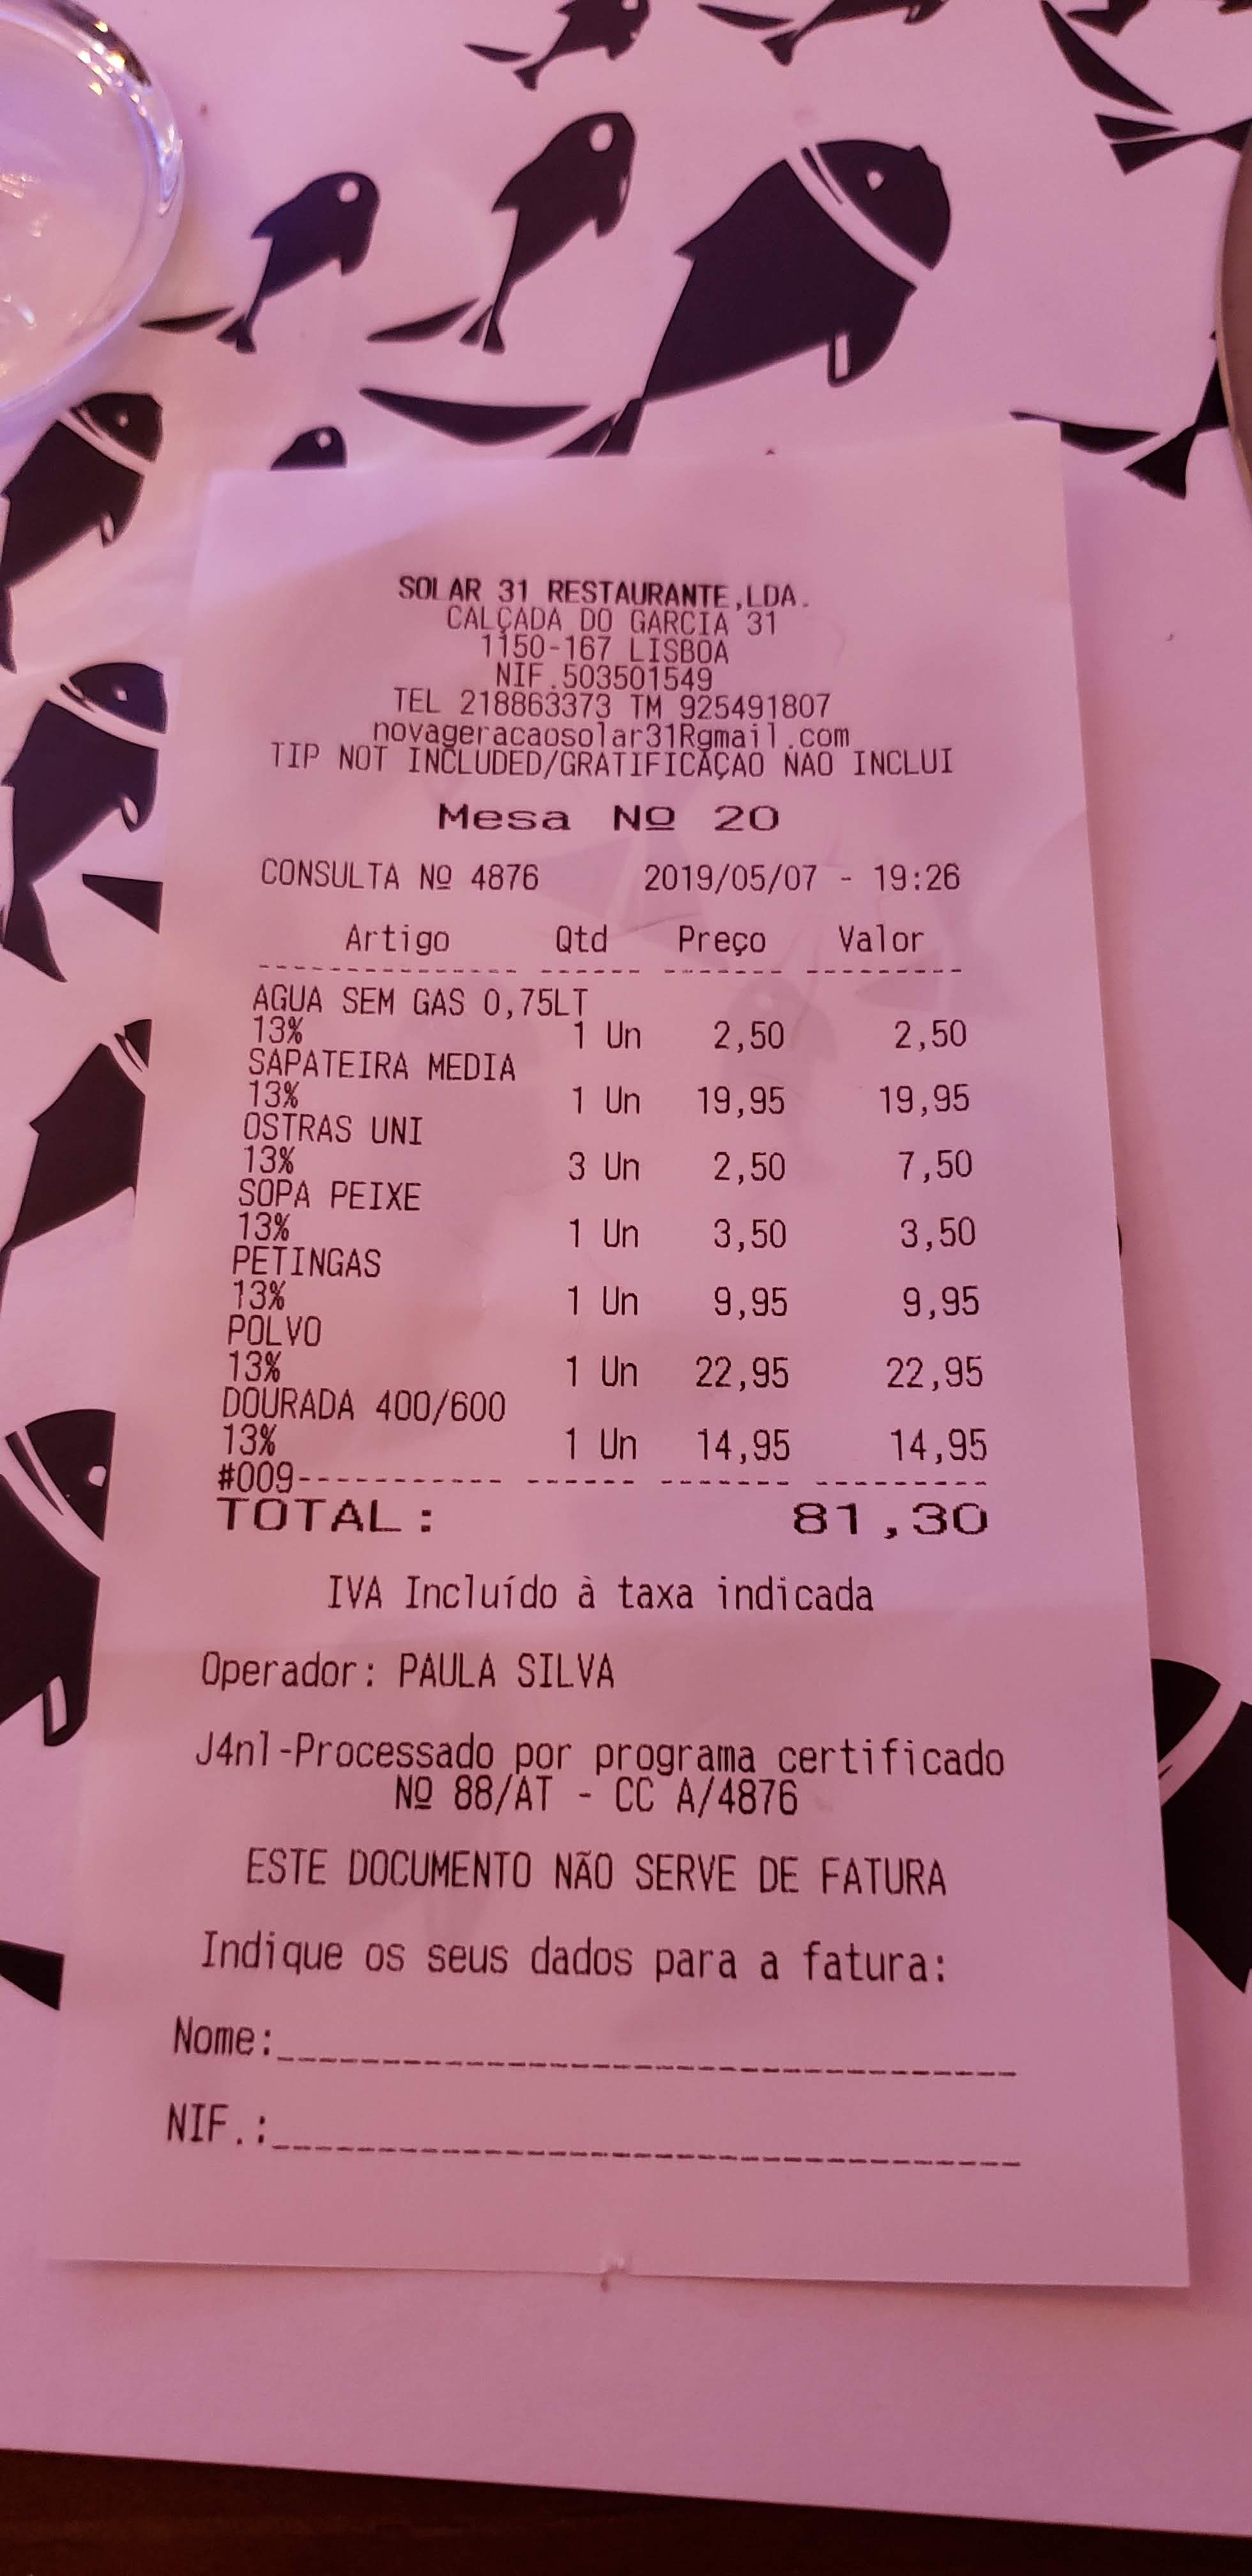 SOLAR 31 RESTAURANTE,LDA.
CALÇADA DO GARCIA 31
1150-167 LISBOA
NIF.503501549
TEL 218863373 TM 925491807
novageracaosolar31Rgmail.com
TIP NOT INCLUDED/GRATIFICAÇAO NAO INCLUI
Mesa Nº 20
CONSULTA Nº 4876 2019/05/07 - 19:26
Artigo Qtd Preço Valor
AGUA SEM GAS 0,75LT
13% 1 Un 2,50 2,50
SAPATEIRA MEDIA
13% 1 Un 19,95 19,95
OSTRAS UNI
13% 3 Un 2,50 7,50
SOPA PEIXE
13% 1 Un 3,50 3,50
PETINGAS
13% 1 Un 9,95 9,95
POLVO
13% 1 Un 22,95 22,95
DOURADA 400/600
13% 1 Un 14,95 14,95
#009----------- ------ ------- ---------
TOTAL: 81,30
IVA Incluído à taxa indicada
Operador: PAULA SILVA
J4nl-Processado por programa certificado
Nº 88/AT - CC A/4876
ESTE DOCUMENTO NÃO SERVE DE FATURA
Indique os seus dados para a fatura:
Nome:
NIF.: